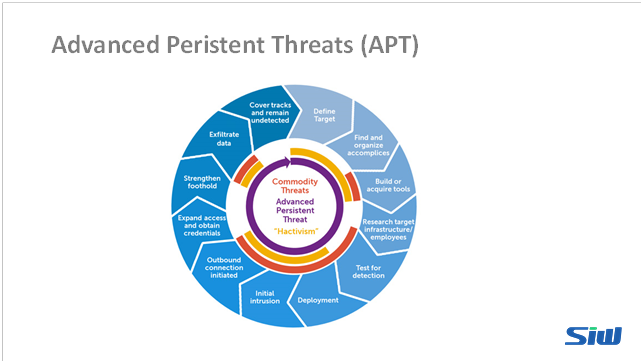 Advanced Peristent Threats (APT)
Define
Target
Find and
organize
accomplices
Build or
acquire tools
Research target
infrastructure/
employees
Test for
detection
Deployment
Initial
intrusion
Outbound
connection
initiated
Expand access
and obtain
credentials
Strengthen
foothold
Exfiltrate
data
Cover tracks
and remain
undetected
Commodity
Threats
Advanced
Persistent
Threat
"Hactivism"
SiW